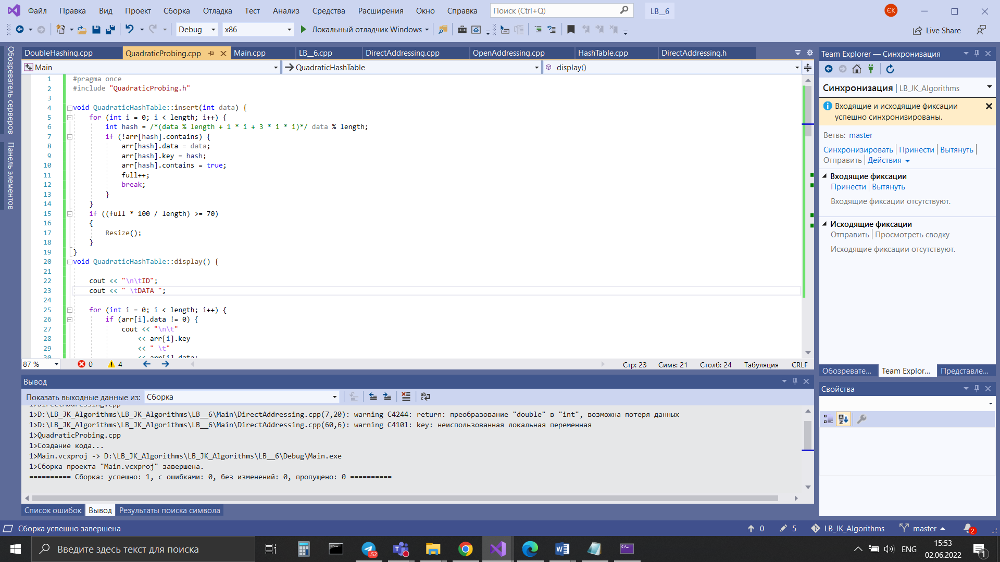 Файл Правка Вид Проект Сборка Отладка Тест Анализ Средства Расширения Окно Справка Поиск (Ctrl+Q) LB__6 ЄК
Debug x86 Локальный отладчик Windows Live Share
Обозреватель серверов
Панель элементов
DoubleHashing.cpp QuadraticProbing.cpp Main.cpp LB__6.cpp DirectAddressing.cpp OpenAddressing.cpp HashTable.cpp DirectAddressing.h
Main QuadraticHashTable display()
1 #pragma once
2 #include "QuadraticProbing.h"
3
4 void QuadraticHashTable::insert(int data) {
5 for (int i = 0; i < length; i++) {
6 int hash = /*(data % length + 1 * i + 3 * i * i)*/ data % length;
7 if (!arr[hash].contains) {
8 arr[hash].data = data;
9 arr[hash].key = hash;
10 arr[hash].contains = true;
11 full++;
12 break;
13 }
14 }
15 if ((full * 100 / length) >= 70)
16 {
17 Resize();
18 }
19 }
20 void QuadraticHashTable::display() {
21
22 cout << "\n\tID";
23 cout << " \tDATA ";
24
25 for (int i = 0; i < length; i++) {
26 if (arr[i].data != 0) {
27 cout << "\n\t"
28 << arr[i].key
29 << " \t"
30 << arr[i].data;
87 % 0 4 Стр: 23 Симв: 21 Столб: 24 Табуляция CRLF
Вывод
Показать выходные данные из: Сборка
1>DirectAddressing.cpp
1>D:\LB_JK_Algorithms\LB_JK_Algorithms\LB__6\Main\DirectAddressing.cpp(7,20): warning C4244: return: преобразование "double" в "int", возможна потеря данных
1>D:\LB_JK_Algorithms\LB_JK_Algorithms\LB__6\Main\DirectAddressing.cpp(60,6): warning C4101: key: неиспользованная локальная переменная
1>QuadraticProbing.cpp
1>Создание кода...
1>Main.vcxproj -> D:\LB_JK_Algorithms\LB_JK_Algorithms\LB__6\Debug\Main.exe
1>Сборка проекта "Main.vcxproj" завершена.
========== Сборка: успешно: 1, с ошибками: 0, без изменений: 0, пропущено: 0 ==========
Список ошибок Вывод Результаты поиска символа
Team Explorer — Синхронизация
Синхронизация | LB_JK_Algorithms
Входящие и исходящие фиксации
успешно синхронизированы.
Ветвь: master
Синхронизировать Принести Вытянуть
Отправить Действия
Входящие фиксации
Принести Вытянуть
Входящие фиксации отсутствуют.
Исходящие фиксации
Отправить Просмотреть сводку
Исходящие фиксации отсутствуют.
Обозревате... Team Explor... Представле...
Свойства
Сборка успешно завершена 0 5 LB_JK_Algorithms master 2
Введите здесь текст для поиска ..52 ENG 15:53
02.06.2022 1